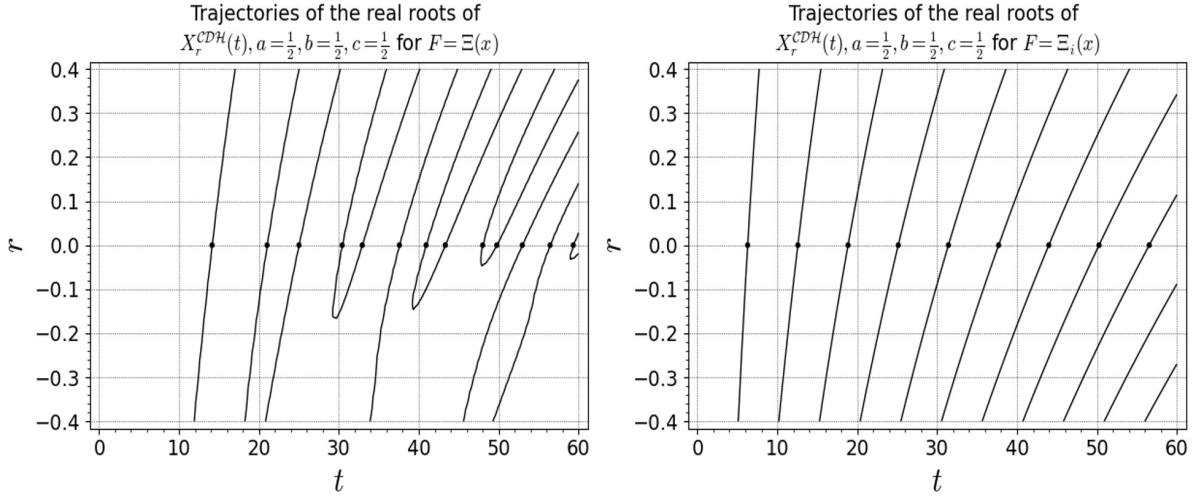 Trajectories of the real roots of
X_r^{CDH}(t), a = 1/2, b = 1/2, c = 1/2 for F = Ξ(x)
0.4
0.3
0.2
0.1
0.0
−0.1
−0.2
−0.3
−0.4
r
0 10 20 30 40 50 60
t
Trajectories of the real roots of
X_r^{CDH}(t), a = 1/2, b = 1/2, c = 1/2 for F = Ξ_i(x)
0.4
0.3
0.2
0.1
0.0
−0.1
−0.2
−0.3
−0.4
r
0 10 20 30 40 50 60
t